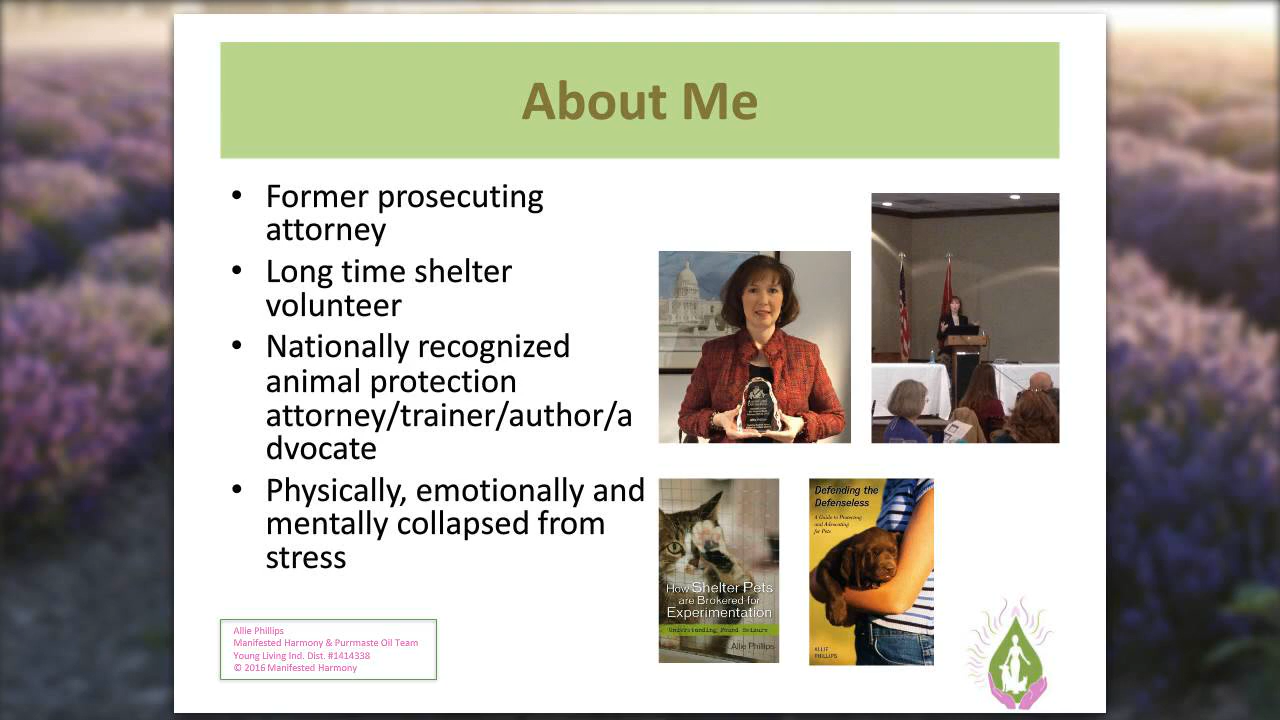 About Me
• Former prosecuting
attorney
• Long time shelter
volunteer
• Nationally recognized
animal protection
attorney/trainer/author/a
dvocate
• Physically, emotionally and
mentally collapsed from
stress
How Shelter Pets
are Brokered for
Experimentation
Understanding Pound Seizure
Allie Phillips
Defending the
Defenseless
A Guide to Protecting
and Advocating
for Pets
ALLIE
PHILLIPS
Allie Phillips
Manifested Harmony & Purrmaste Oil Team
Young Living Ind. Dist. #1414338
© 2016 Manifested Harmony